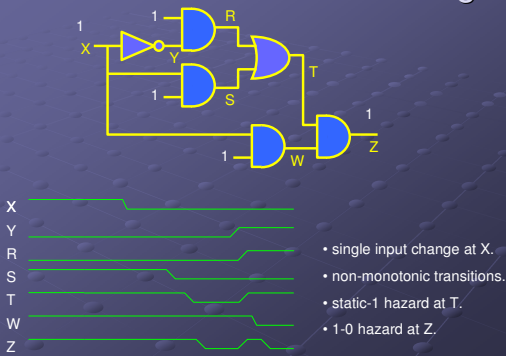 1
R
1
X
Y
T
1
S
1
Z
1
W
X
Y
R
S
T
W
Z
• single input change at X.
• non-monotonic transitions.
• static-1 hazard at T.
• 1-0 hazard at Z.